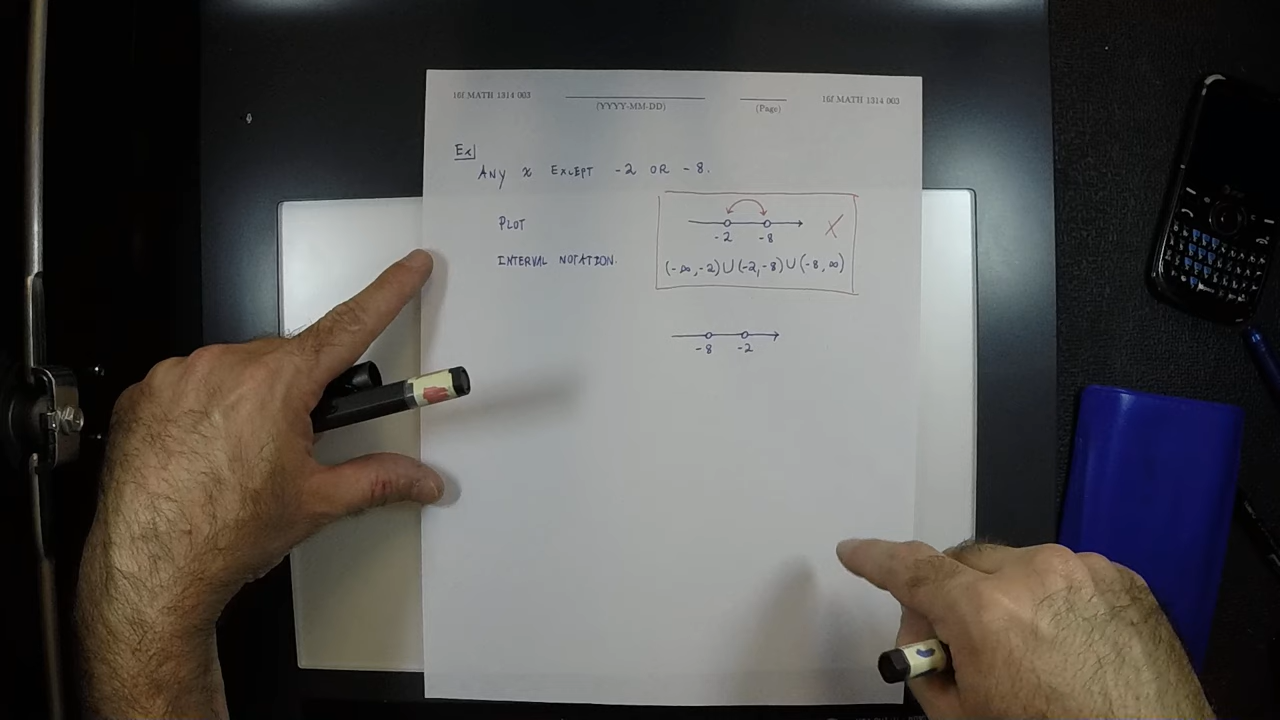 16f MATH 1314 003
(YYYY-MM-DD)
(Page)
16f MATH 1314 003
Ex
ANY x EXCEPT -2 OR -8.
PLOT
-2 -8
X
INTERVAL NOTATION.
(-∞,-2)∪(-2,-8)∪(-8,∞)
-8 -2